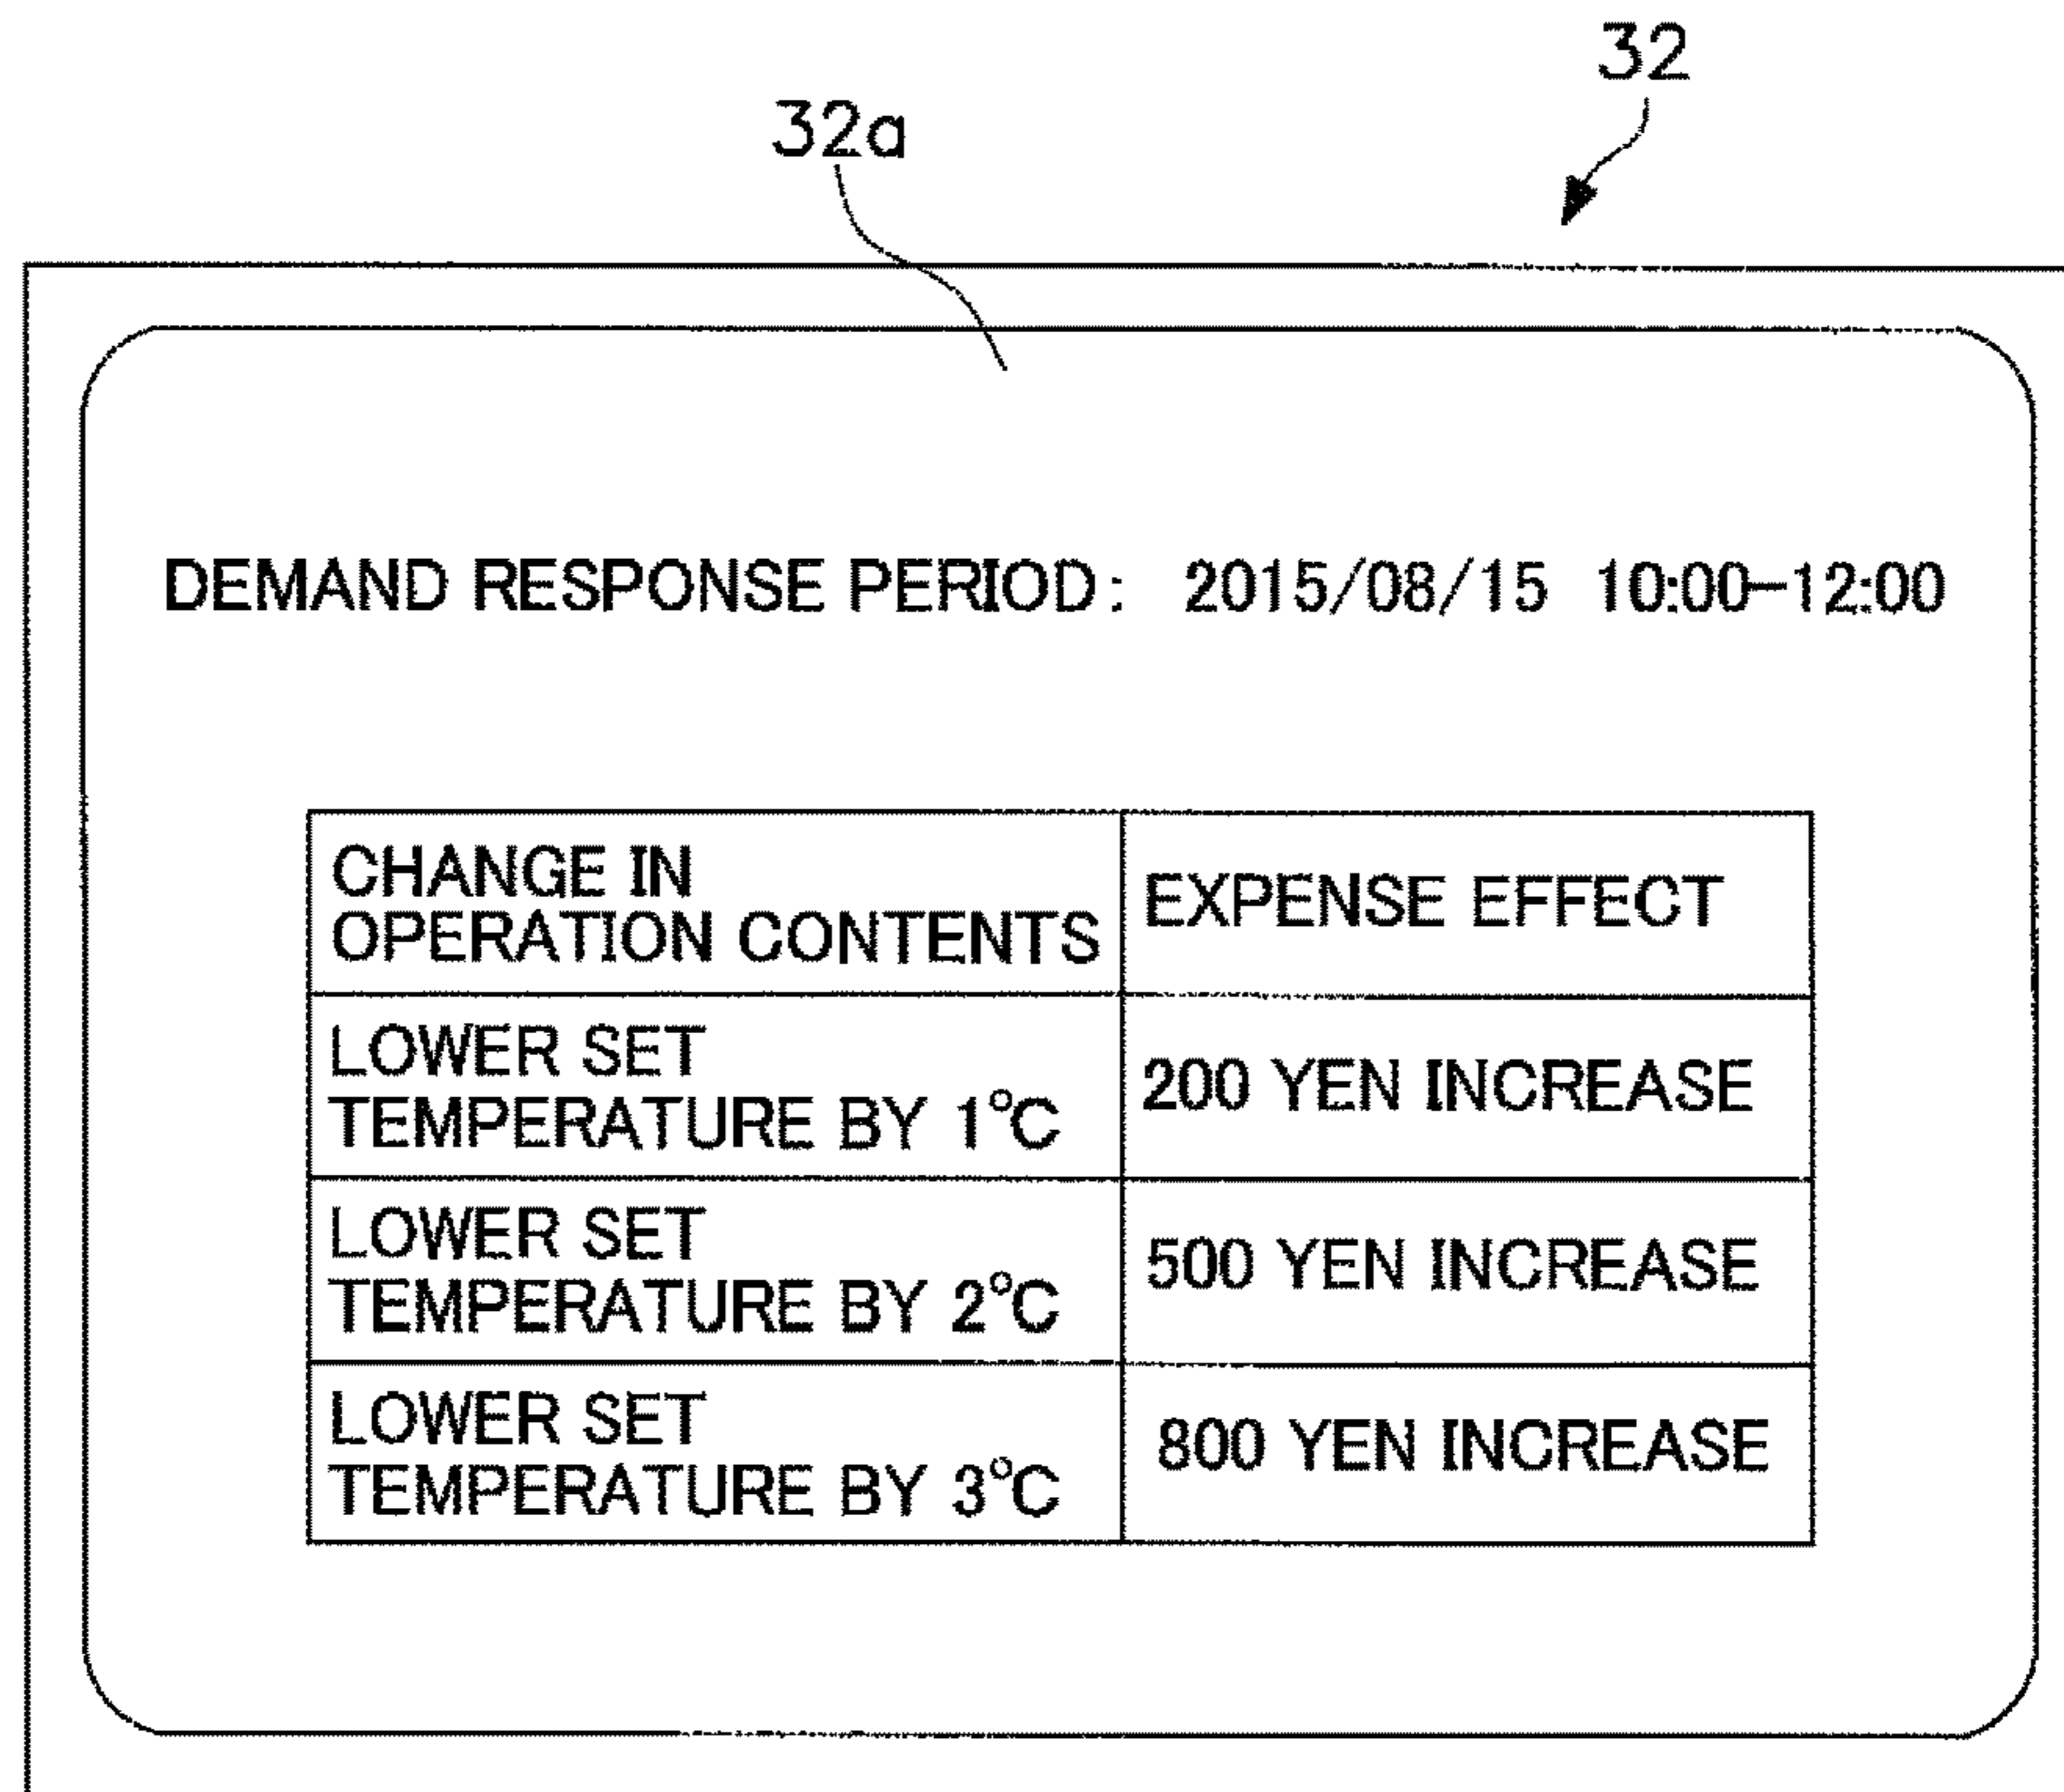 32
32a
DEMAND RESPONSE PERIOD: 2015/08/15 10:00-12:00
CHANGE IN
OPERATION CONTENTS
EXPENSE EFFECT
LOWER SET
TEMPERATURE BY 1℃
200 YEN INCREASE
LOWER SET
TEMPERATURE BY 2℃
500 YEN INCREASE
LOWER SET
TEMPERATURE BY 3℃
800 YEN INCREASE